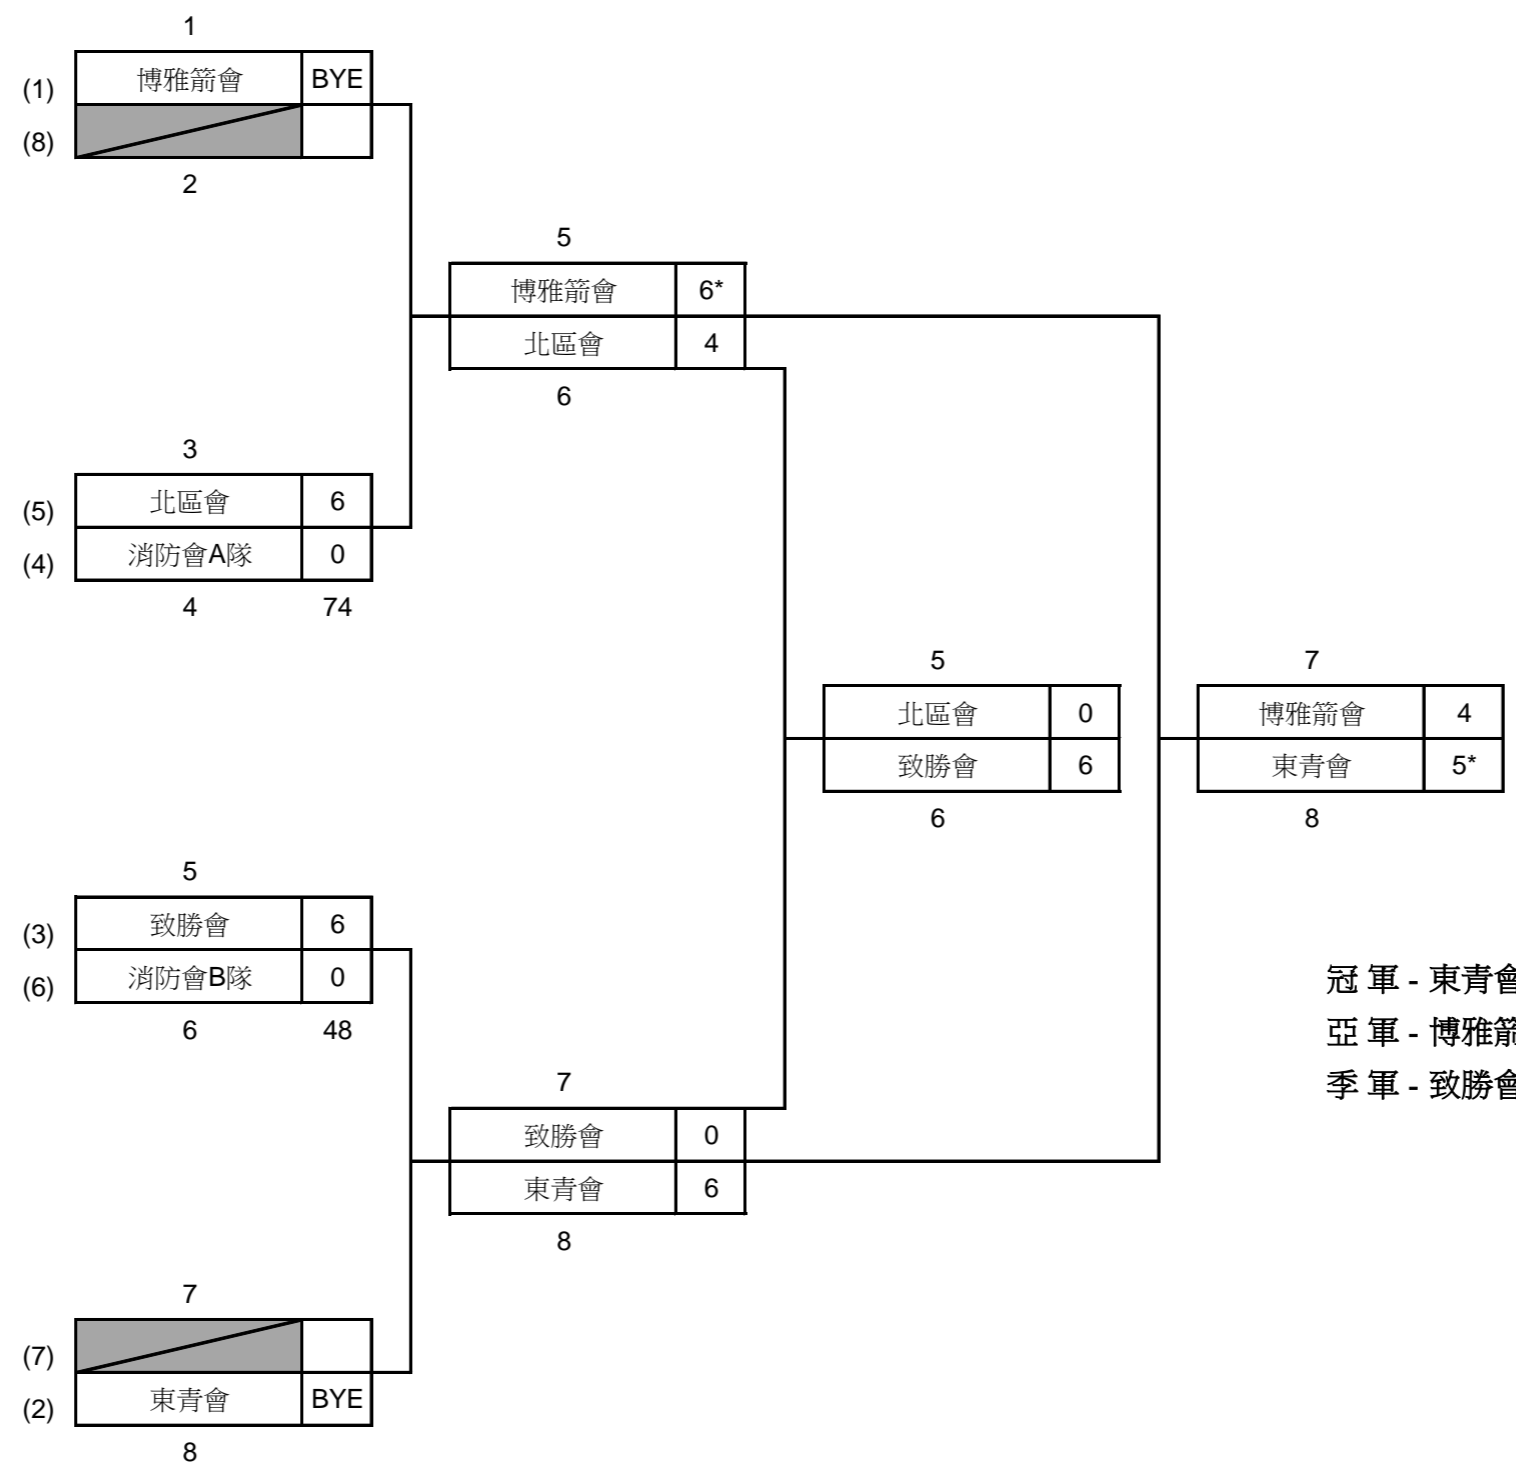 1
(1) 博雅箭會 BYE
(8)
2
5
博雅箭會 6*
北區會 4
6
3
(5) 北區會 6
(4) 消防會A隊 0
4 74
5
北區會 0
致勝會 6
6
7
博雅箭會 4
東青會 5*
8
5
(3) 致勝會 6
(6) 消防會B隊 0
6 48
冠 軍 - 東青會
亞 軍 - 博雅箭
季 軍 - 致勝會
7
致勝會 0
東青會 6
8
7
(7)
(2) 東青會 BYE
8